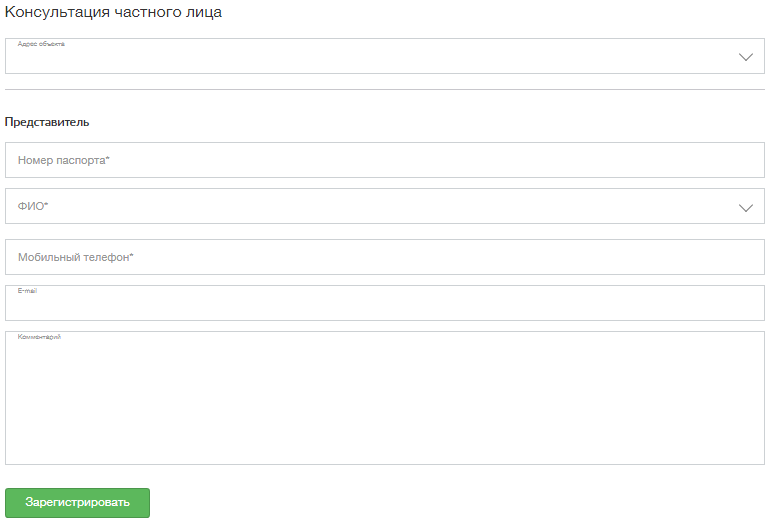 Консультация частного лица
Адрес объекта
Представитель
Номер паспорта*
ФИО*
Мобильный телефон*
E-mail
Комментарий
Зарегистрировать